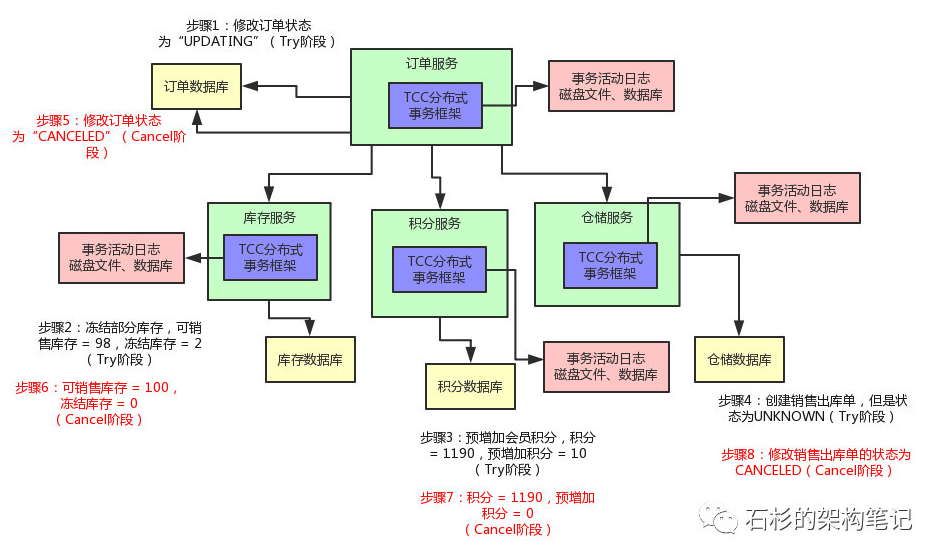 步骤1：修改订单状态
为“UPDATING”（Try阶段）
订单服务
订单数据库
TCC分布式
事务框架
事务活动日志
磁盘文件、数据库
步骤5：修改订单状态
为“CANCELED”（Cancel阶
段）
库存服务
TCC分布式
事务框架
事务活动日志
磁盘文件、数据库
积分服务
TCC分布式
事务框架
仓储服务
TCC分布式
事务框架
事务活动日志
磁盘文件、数据库
步骤2：冻结部分库存，可销
售库存 = 98，冻结库存 = 2
（Try阶段）
库存数据库
步骤6：可销售库存 = 100，
冻结库存 = 0
（Cancel阶段）
积分数据库
事务活动日志
磁盘文件、数据库
仓储数据库
步骤3：预增加会员积分，积分
= 1190，预增加积分 = 10
（Try阶段）
步骤7：积分 = 1190，预增加
积分 = 0
（Cancel阶段）
步骤4：创建销售出库单，但是状
态为UNKNOWN（Try阶段）
步骤8：修改销售出库单的状态为
CANCELED（Cancel阶段）
石杉的架构笔记